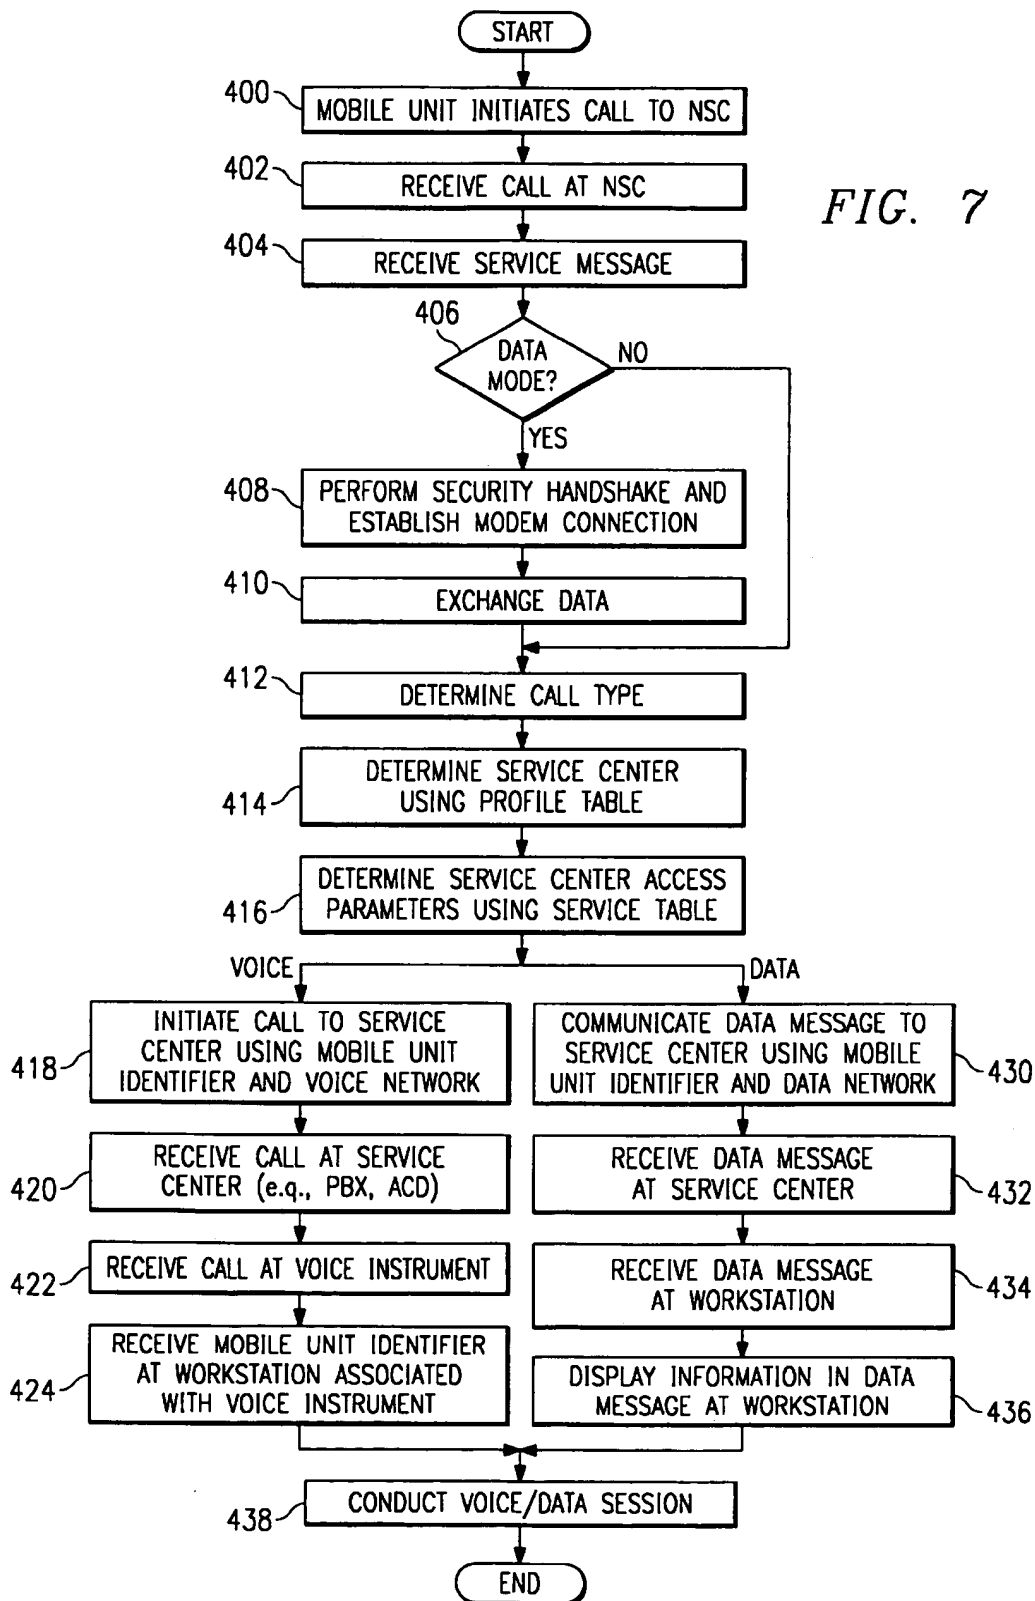 START
400
MOBILE UNIT INITIATES CALL TO NSC
402
RECEIVE CALL AT NSC
FIG. 7
404
RECEIVE SERVICE MESSAGE
406
DATA
MODE?
NO
YES
408
PERFORM SECURITY HANDSHAKE AND
ESTABLISH MODEM CONNECTION
410
EXCHANGE DATA
412
DETERMINE CALL TYPE
414
DETERMINE SERVICE CENTER
USING PROFILE TABLE
416
DETERMINE SERVICE CENTER ACCESS
PARAMETERS USING SERVICE TABLE
VOICE
DATA
418
INITIATE CALL TO SERVICE
CENTER USING MOBILE UNIT
IDENTIFIER AND VOICE NETWORK
COMMUNICATE DATA MESSAGE TO
SERVICE CENTER USING MOBILE
UNIT IDENTIFIER AND DATA NETWORK
430
420
RECEIVE CALL AT SERVICE
CENTER (e.q., PBX, ACD)
RECEIVE DATA MESSAGE
AT SERVICE CENTER
432
422
RECEIVE CALL AT VOICE INSTRUMENT
RECEIVE DATA MESSAGE
AT WORKSTATION
434
424
RECEIVE MOBILE UNIT IDENTIFIER
AT WORKSTATION ASSOCIATED
WITH VOICE INSTRUMENT
DISPLAY INFORMATION IN DATA
MESSAGE AT WORKSTATION
436
438
CONDUCT VOICE/DATA SESSION
END